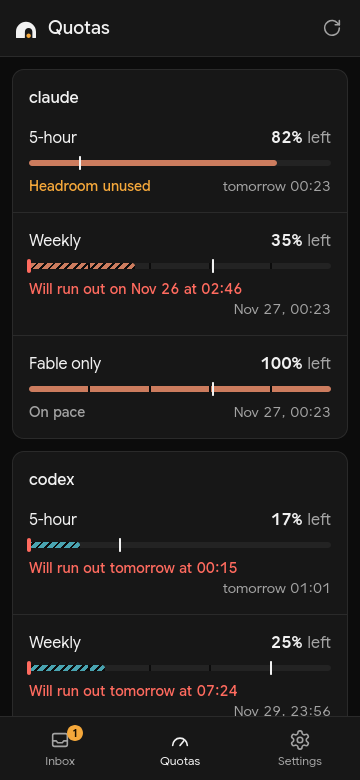 Quotas
claude
5-hour
82% left
Headroom unused
tomorrow 00:23
Weekly
35% left
Will run out on Nov 26 at 02:46
Nov 27, 00:23
Fable only
100% left
On pace
Nov 27, 00:23
codex
5-hour
17% left
Will run out tomorrow at 00:15
tomorrow 01:01
Weekly
25% left
Will run out tomorrow at 07:24
Nov 29, 23:56
1
Inbox
Quotas
Settings